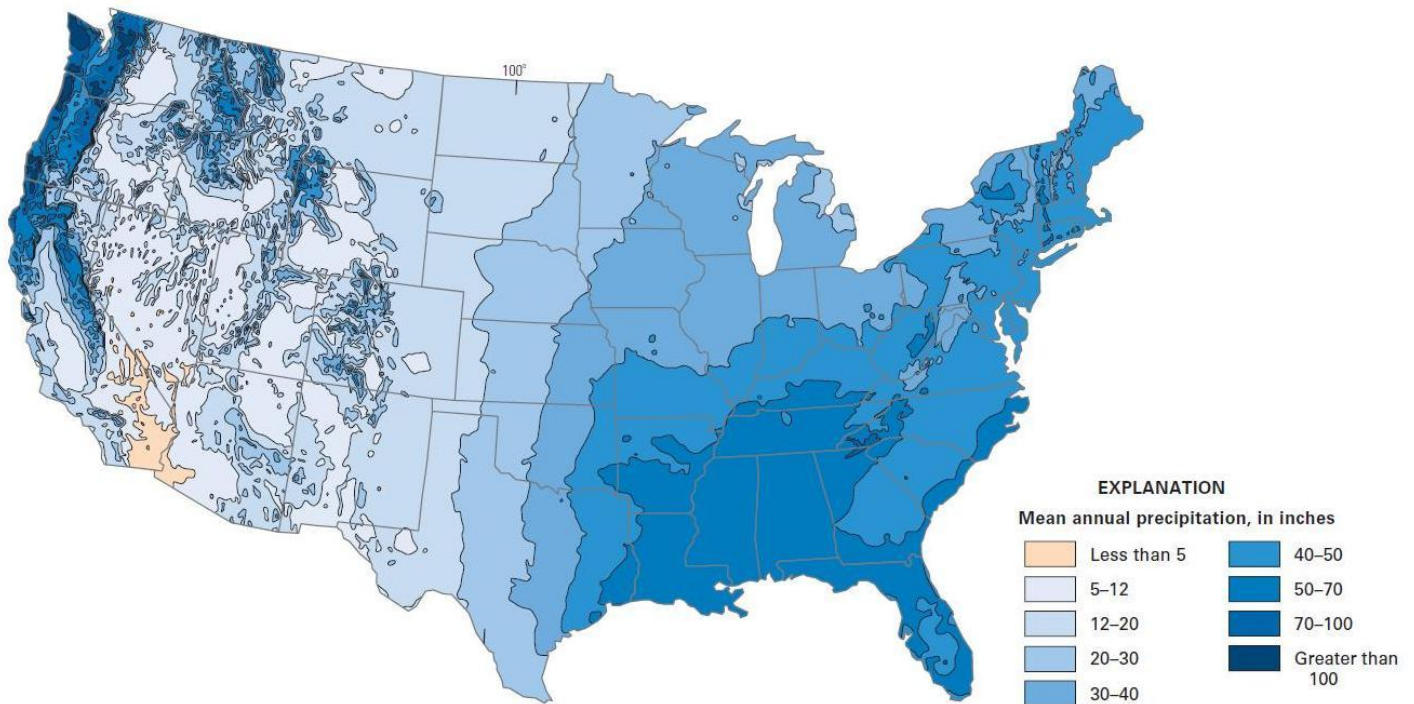 100°
EXPLANATION
Mean annual precipitation, in inches
Less than 5
5–12
12–20
20–30
30–40
40–50
50–70
70–100
Greater than
100